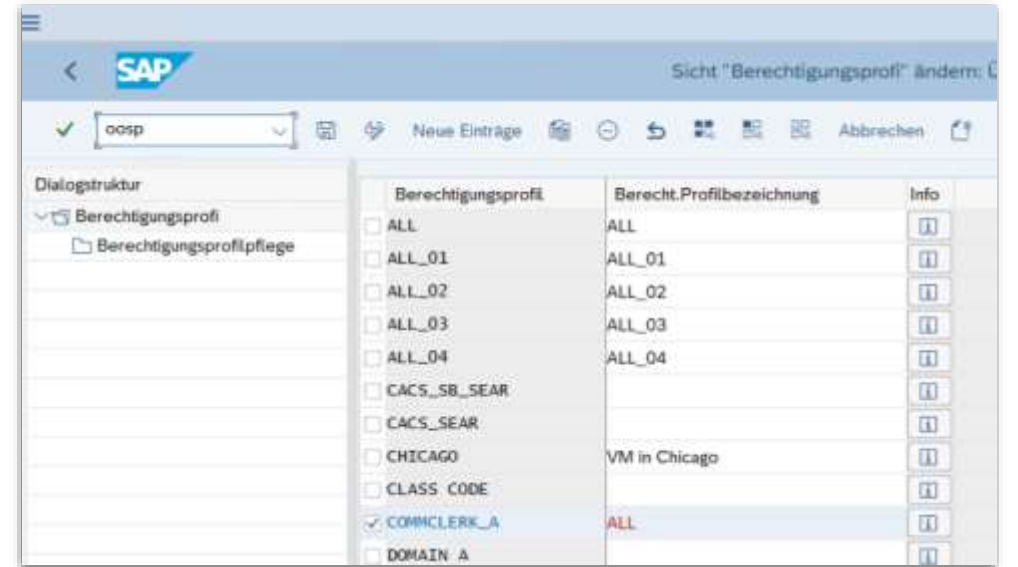 SAP
Sicht "Berechtigungsprofi" ändern:
oosp
Neue Einträge
Abbrechen
Dialogstruktur
Berechtigungsprofil
Berecht.Profilbezeichnung
Info
Berechtigungsprofi
Berechtigungsprofilpflege
ALL
ALL
ALL_01
ALL_01
ALL_02
ALL_02
ALL_03
ALL_03
ALL_04
ALL_04
CACS_SB_SEAR
CACS_SEAR
CHICAGO
VM in Chicago
CLASS CODE
COMMCLERK_A
ALL
DOMAIN A